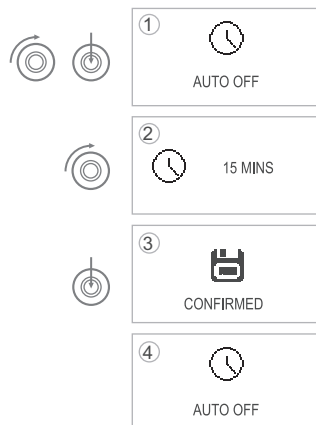 1
AUTO OFF
2
15 MINS
3
CONFIRMED
4
AUTO OFF